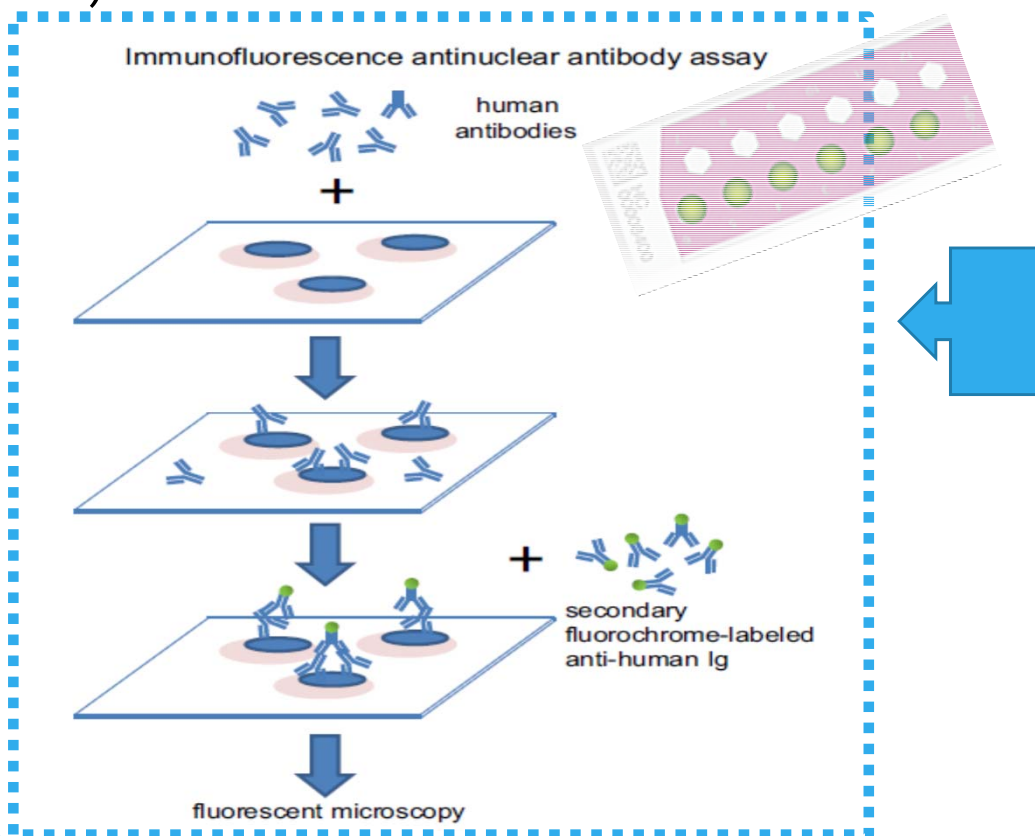 Immunofluorescence antinuclear antibody assay
human
antibodies
+
+
secondary
fluorochrome-labeled
anti-human Ig
fluorescent microscopy